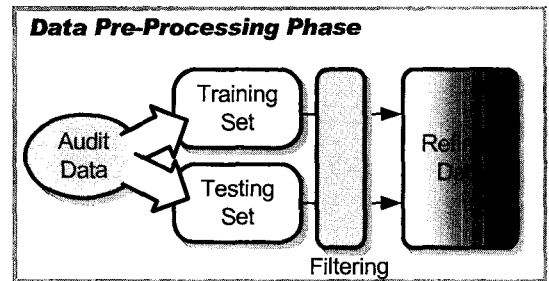 Data Pre-Processing Phase
Audit
Data
Training
Set
Testing
Set
Filtering